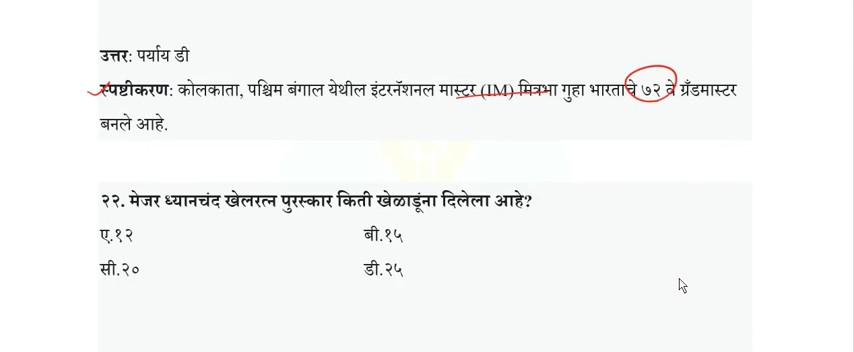 उत्तर: पर्याय डी
स्पष्टीकरण: कोलकाता, पश्चिम बंगाल येथील इंटरनॅशनल मास्टर (IM) मित्रभा गुहा भारताचे ७२ वे ग्रँडमास्टर
बनले आहे.
२२. मेजर ध्यानचंद खेलरत्न पुरस्कार किती खेळाडूंना दिलेला आहे?
ए.१२ बी.१५
सी.२० डी.२५